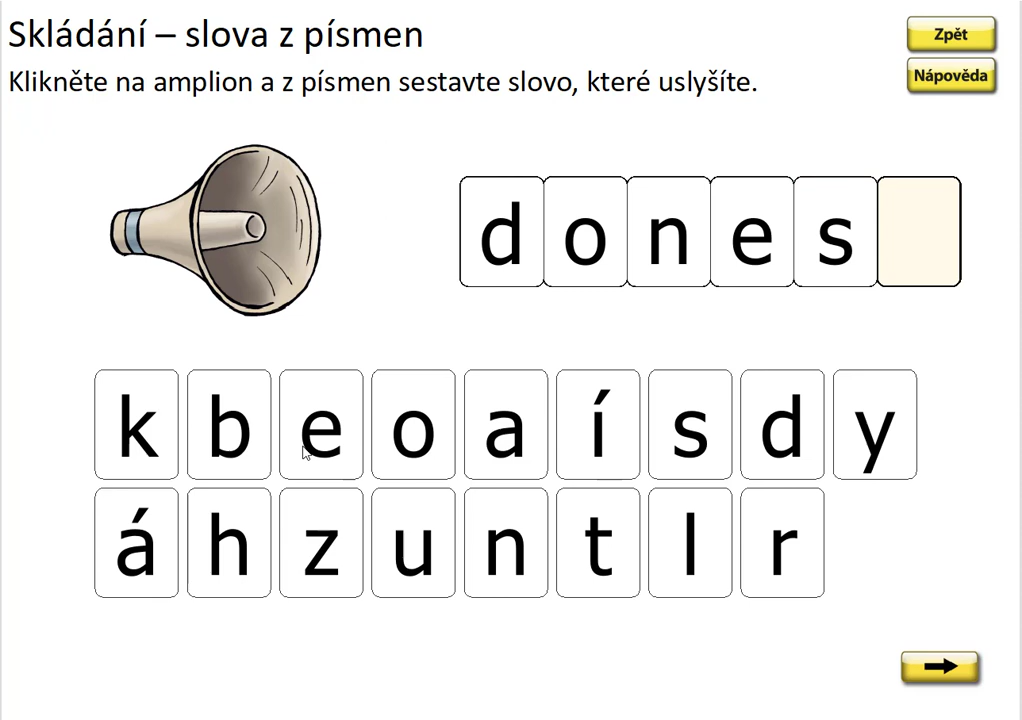 Skládání – slova z písmen
Zpět
Klikněte na amplion a z písmen sestavte slovo, které uslyšíte.
Nápověda
d o n e s
k b e o a í s d y
á h z u n t l r